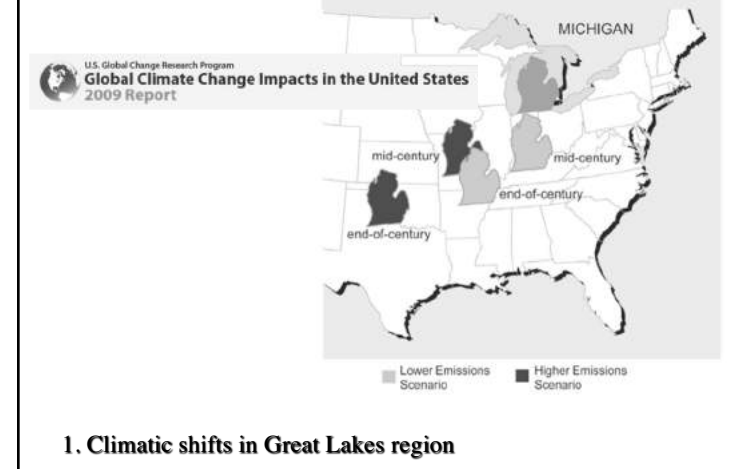 MICHIGAN
U.S. Global Change Research Program
Global Climate Change Impacts in the United States
2009 Report
mid-century
mid-century
end-of-century
end-of-century
Lower Emissions
Scenario
Higher Emissions
Scenario
1. Climatic shifts in Great Lakes region